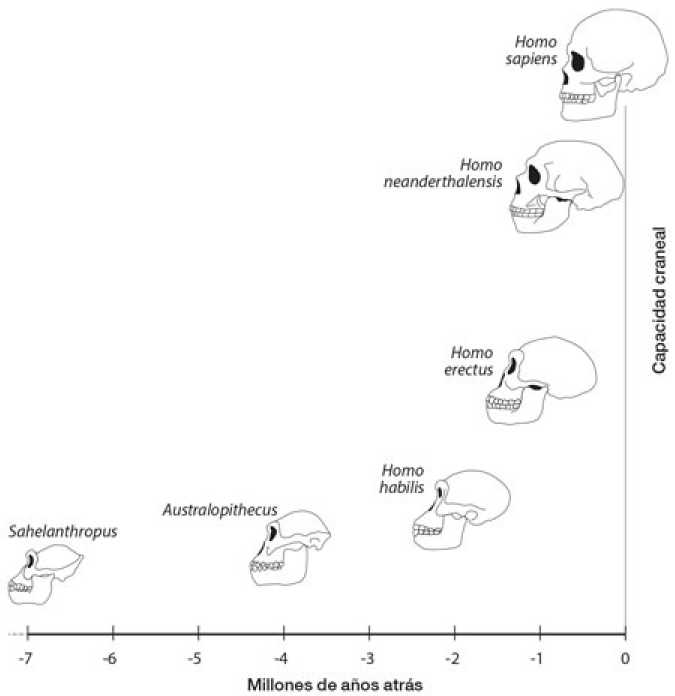 Homo
sapiens
Homo
neanderthalensis
Capacidad craneal
Homo
erectus
Homo
habilis
Australopithecus
Sahelanthropus
-7 -6 -5 -4 -3 -2 -1 0
Millones de años atrás